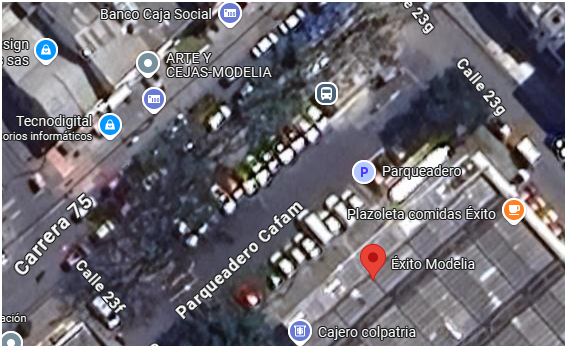 Banco Caja Social
e 23g
sign
sas
ARTE Y
CEJAS-MODELIA
Calle 23g
Tecnodigital
orios informáticos
P
Parqueadero
Plazoleta comidas Éxito
Carrera 75
Parqueadero Cafam
Éxito Modelia
Calle 23f
ación
Cajero colpatria